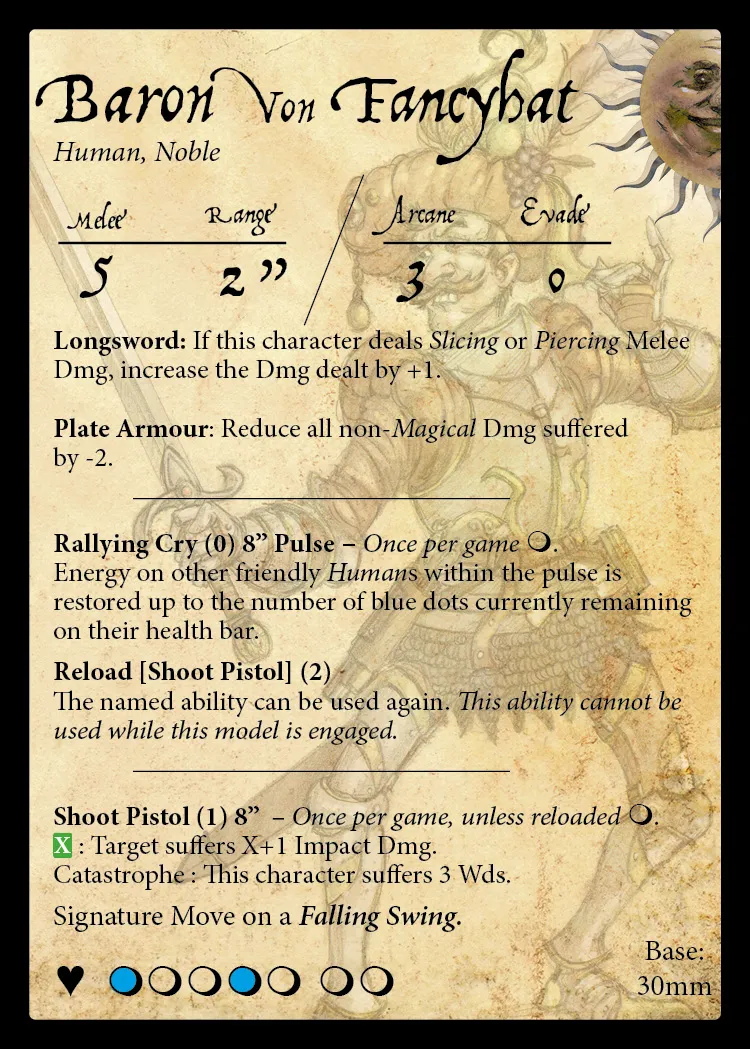 Baron Von Fancyhat
Human, Noble
Melee Range Arcane Evade
5 2” 3 0
Longsword: If this character deals Slicing or Piercing Melee
Dmg, increase the Dmg dealt by +1.
Plate Armour: Reduce all non-Magical Dmg suffered
by -2.
Rallying Cry (0) 8” Pulse – Once per game ❍.
Energy on other friendly Humans within the pulse is
restored up to the number of blue dots currently remaining
on their health bar.
Reload [Shoot Pistol] (2)
The named ability can be used again. This ability cannot be
used while this model is engaged.
Shoot Pistol (1) 8” – Once per game, unless reloaded ❍.
X : Target suffers X+1 Impact Dmg.
Catastrophe : This character suffers 3 Wds.
Signature Move on a Falling Swing.
Base:
30mm